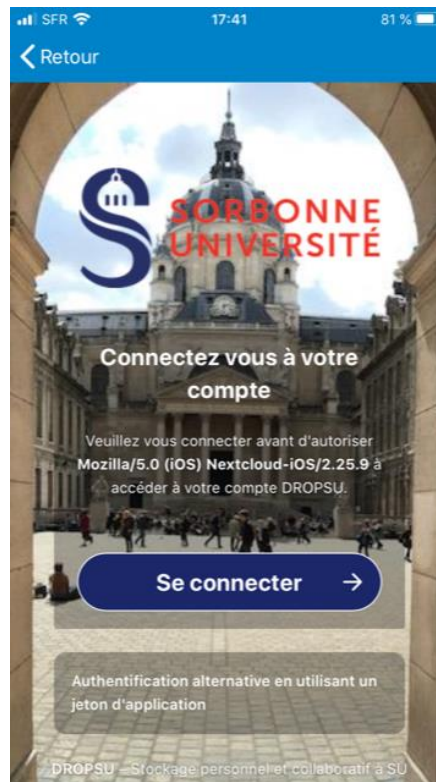 SFR 17:41 81 %
Retour
SORBONNE
UNIVERSITÉ
Connectez vous à votre
compte
Veuillez vous connecter avant d'autoriser
Mozilla/5.0 (iOS) Nextcloud-iOS/2.25.9 à
accéder à votre compte DROPSU.
Se connecter
Authentification alternative en utilisant un
jeton d'application
DROPSU – Stockage personnel et collaboratif à SU